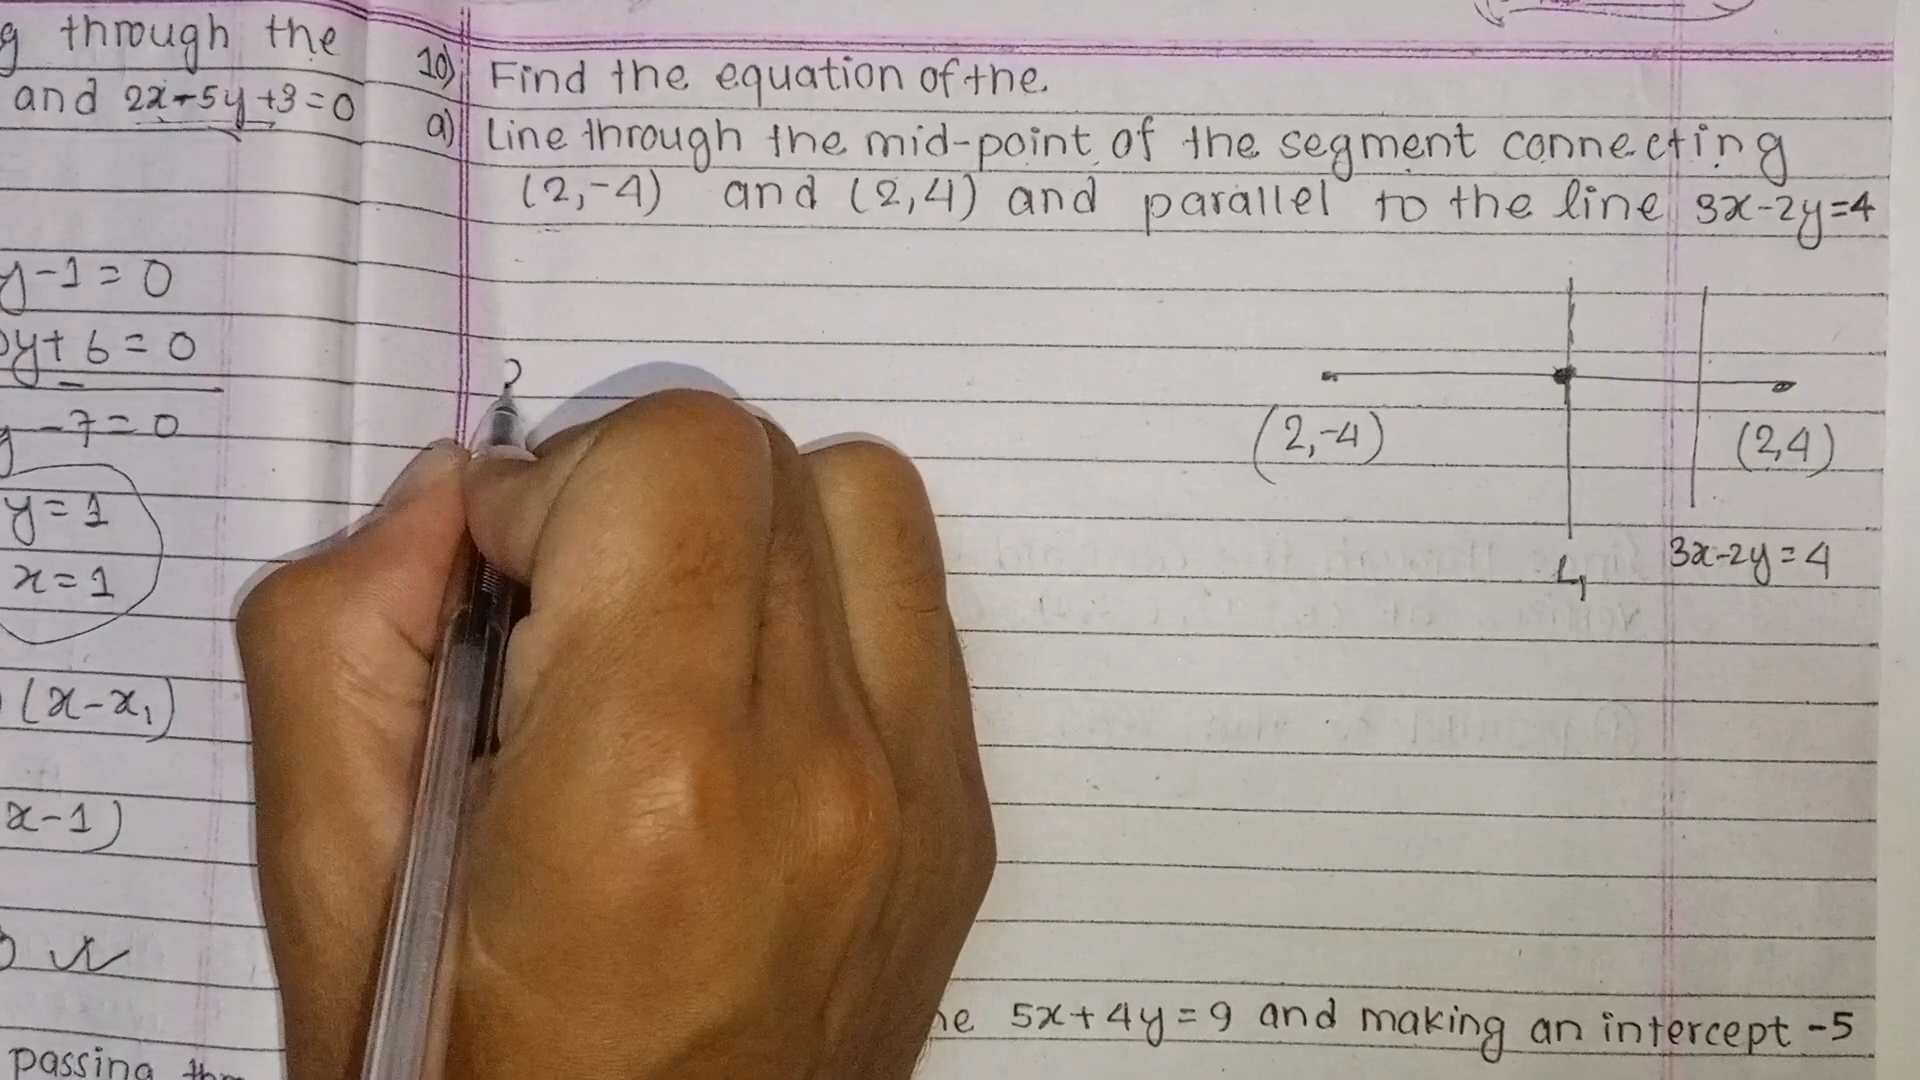 through the
and 2x-5y+3=0
y-1=0
y+6=0
-7=0
y=1
x=1
(x-x₁)
x-1)
passing
10) Find the equation of the
a) Line through the mid-point of the segment connecting
(2,-4) and (2,4) and parallel to the line 3x-2y=4
(2,-4)
(2,4)
L₁
3x-2y=4
5x+4y=9 and making an intercept -5